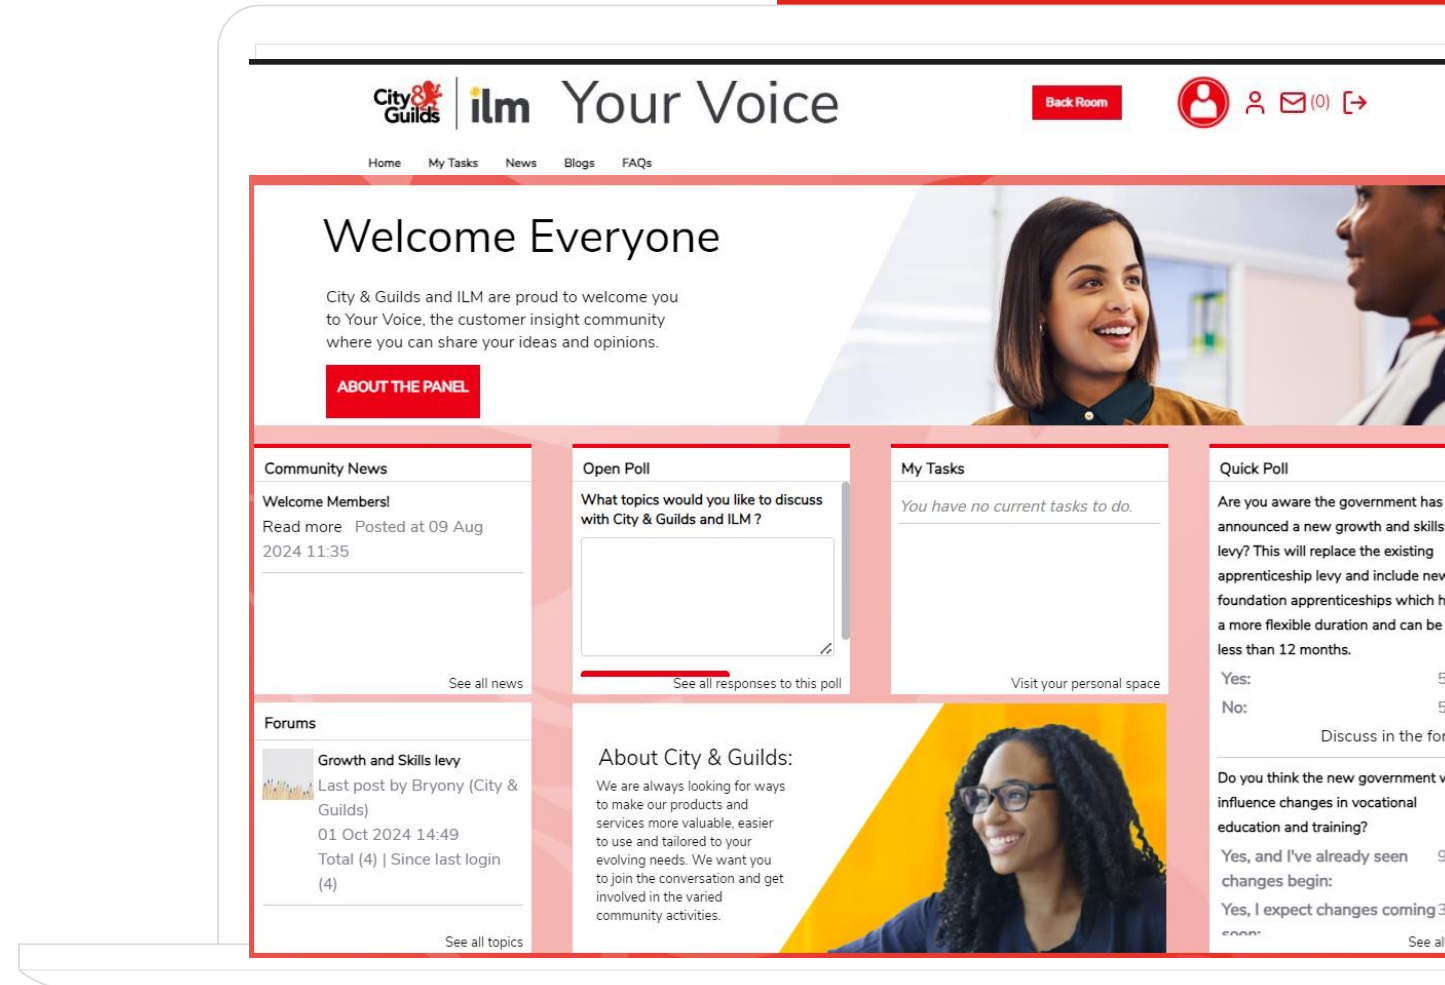 City & Guilds
ilm
Your Voice
Back Room
(0)
Home My Tasks News Blogs FAQs
Welcome Everyone
City & Guilds and ILM are proud to welcome you
to Your Voice, the customer insight community
where you can share your ideas and opinions.
ABOUT THE PANEL
Community News
Welcome Members!
Read more Posted at 09 Aug
2024 11:35
See all news
Open Poll
What topics would you like to discuss
with City & Guilds and ILM ?
See all responses to this poll
My Tasks
You have no current tasks to do.
Visit your personal space
Quick Poll
Are you aware the government has
announced a new growth and skills
levy? This will replace the existing
apprenticeship levy and include
foundation apprenticeships which
a more flexible duration and can be
less than 12 months.
Yes: 5
No: 5
Discuss in the
Do you think the new government
influence changes in vocational
education and training?
Yes, and I've already seen 9
changes begin:
Yes, I expect changes coming 3
soon:
See
Forums
Growth and Skills levy
Last post by Bryony (City &
Guilds)
01 Oct 2024 14:49
Total (4) | Since last login
(4)
See all topics
About City & Guilds:
We are always looking for ways
to make our products and
services more valuable, easier
to use and tailored to your
evolving needs. We want you
to join the conversation and get
involved in the varied
community activities.